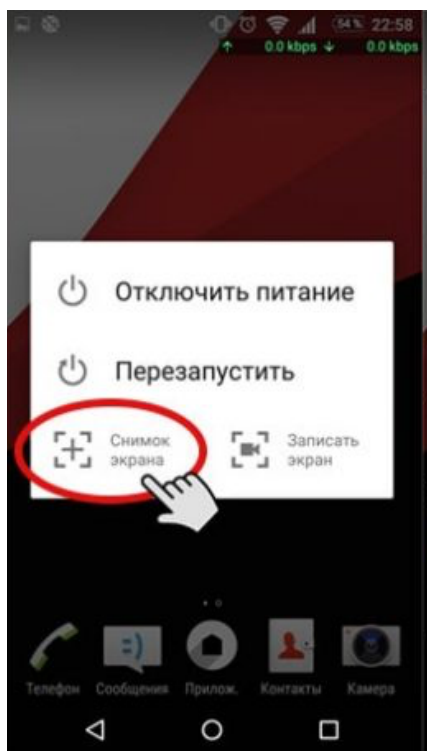 54% 22:58
0.0 kbps 0.0 kbps
Отключить питание
Перезапустить
Снимок
экрана
Записать
экран
Телефон Сообщения Прилож. Контакты Камера